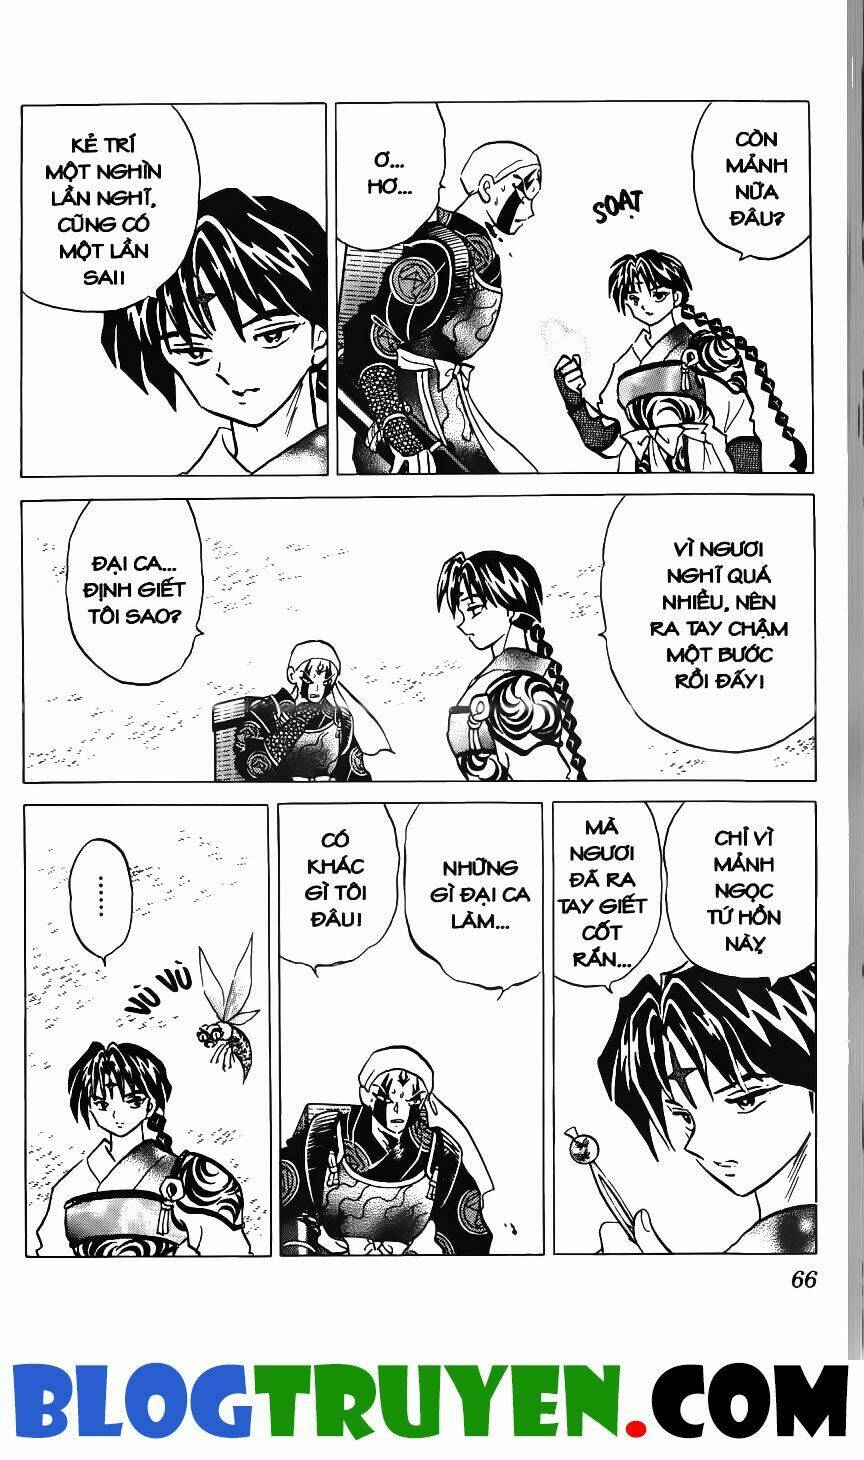 CÒN
MẢNH
NỮA
ĐÂU?
SOẠT
Ơ...
HƠ...
KẺ TRÍ
MỘT NGHÌN
LẦN NGHĨ,
CŨNG CÓ
MỘT LẦN
SAI!
VÌ NGƯƠI
NGHĨ QUÁ
NHIỀU, NÊN
RA TAY CHẬM
MỘT BƯỚC
RỒI ĐẤY!
ĐẠI CA...
ĐỊNH GIẾT
TÔI SAO?
CHỈ VÌ
MẢNH
NGỌC
TỨ HỒN
NÀY,
MÀ
NGƯƠI
ĐÃ RA
TAY GIẾT
CỐT
RẮN...
NHỮNG
GÌ ĐẠI CA
LÀM...
CÓ
KHÁC
GÌ TÔI
ĐÂU!
......
VÙ VÙ
66
BLOGTRUYEN.COM